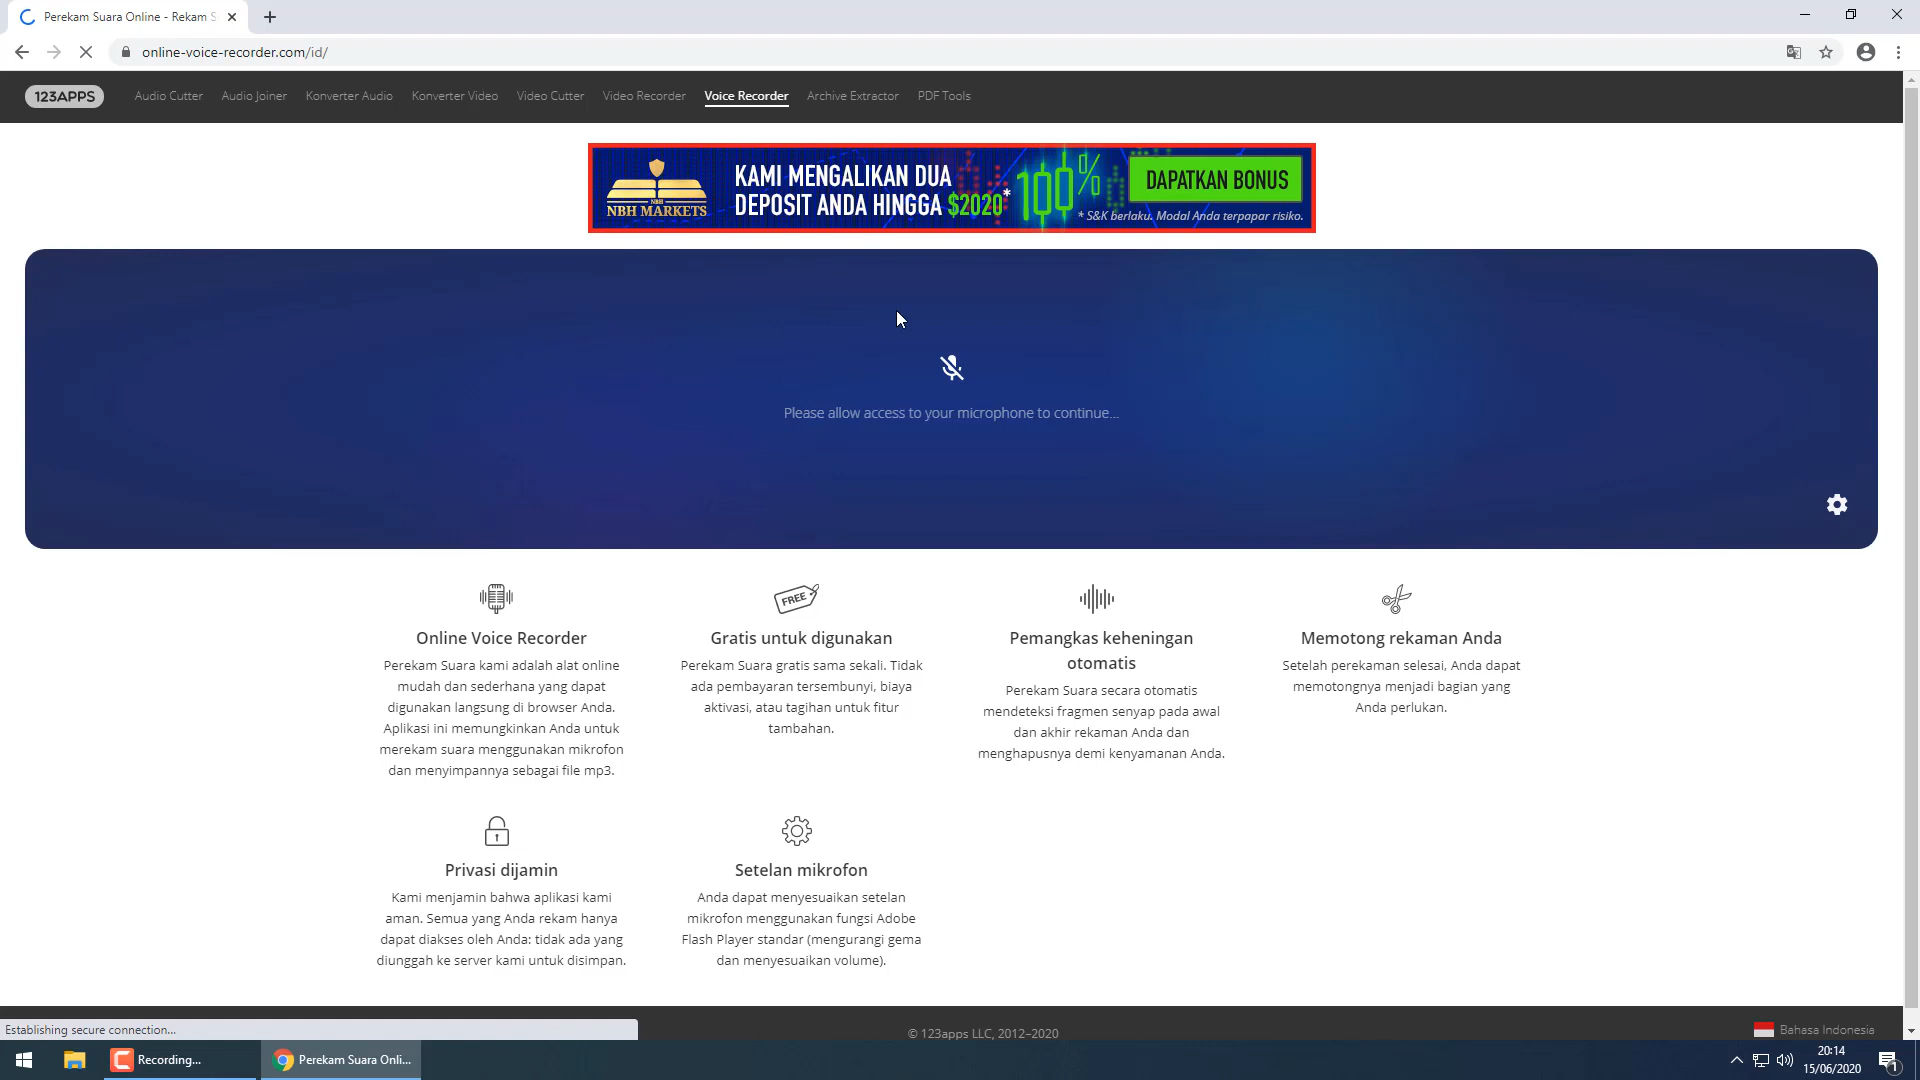 Perekam Suara Online - Rekam S
online-voice-recorder.com/id/
123APPS
Audio Cutter
Audio Joiner
Konverter Audio
Konverter Video
Video Cutter
Video Recorder
Voice Recorder
Archive Extractor
PDF Tools
NBH
NBH MARKETS
KAMI MENGALIKAN DUA
DEPOSIT ANDA HINGGA $2020*
100%
DAPATKAN BONUS
* S&K berlaku. Modal Anda terpapar risiko.
Please allow access to your microphone to continue...
Online Voice Recorder
Perekam Suara kami adalah alat online
mudah dan sederhana yang dapat
digunakan langsung di browser Anda.
Aplikasi ini memungkinkan Anda untuk
merekam suara menggunakan mikrofon
dan menyimpannya sebagai file mp3.
FREE
Gratis untuk digunakan
Perekam Suara gratis sama sekali. Tidak
ada pembayaran tersembunyi, biaya
aktivasi, atau tagihan untuk fitur
tambahan.
Pemangkas keheningan
otomatis
Perekam Suara secara otomatis
mendeteksi fragmen senyap pada awal
dan akhir rekaman Anda dan
menghapusnya demi kenyamanan Anda.
Memotong rekaman Anda
Setelah perekaman selesai, Anda dapat
memotongnya menjadi bagian yang
Anda perlukan.
Privasi dijamin
Kami menjamin bahwa aplikasi kami
aman. Semua yang Anda rekam hanya
dapat diakses oleh Anda: tidak ada yang
diunggah ke server kami untuk disimpan.
Setelan mikrofon
Anda dapat menyesuaikan setelan
mikrofon menggunakan fungsi Adobe
Flash Player standar (mengurangi gema
dan menyesuaikan volume).
Establishing secure connection...
© 123apps LLC, 2012–2020
Bahasa Indonesia
Recording...
Perekam Suara Onli...
20:14
15/06/2020
1